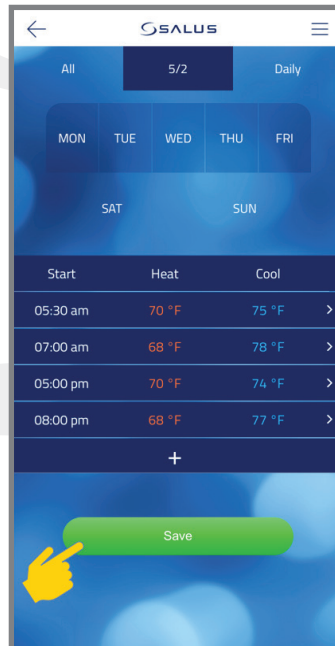 SALUS
All 5/2 Daily
MON TUE WED THU FRI
SAT SUN
Start Heat Cool
05:30 am 70 °F 75 °F >
07:00 am 68 °F 78 °F >
05:00 pm 70 °F 74 °F >
08:00 pm 68 °F 77 °F >
+
Save